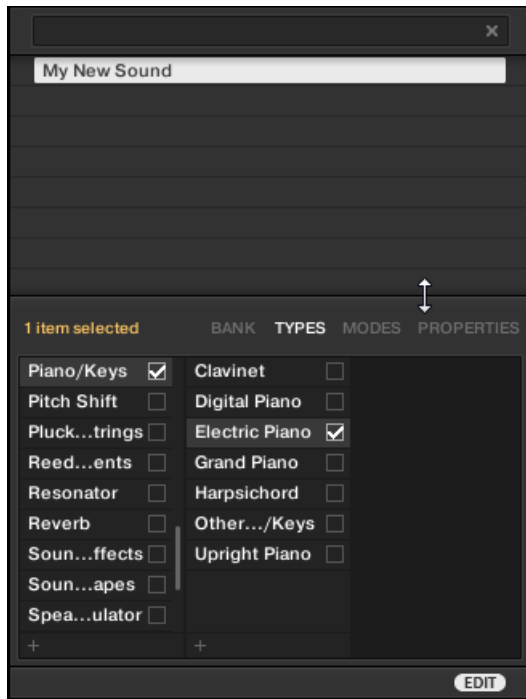 ×
My New Sound
1 item selected BANK TYPES MODES PROPERTIES
Piano/Keys Clavinet
Pitch Shift Digital Piano
Pluck...trings Electric Piano
Reed...ents Grand Piano
Resonator Harpsichord
Reverb Other.../Keys
Soun...ffects Upright Piano
Soun...apes
Spea...ulator
+ +
EDIT